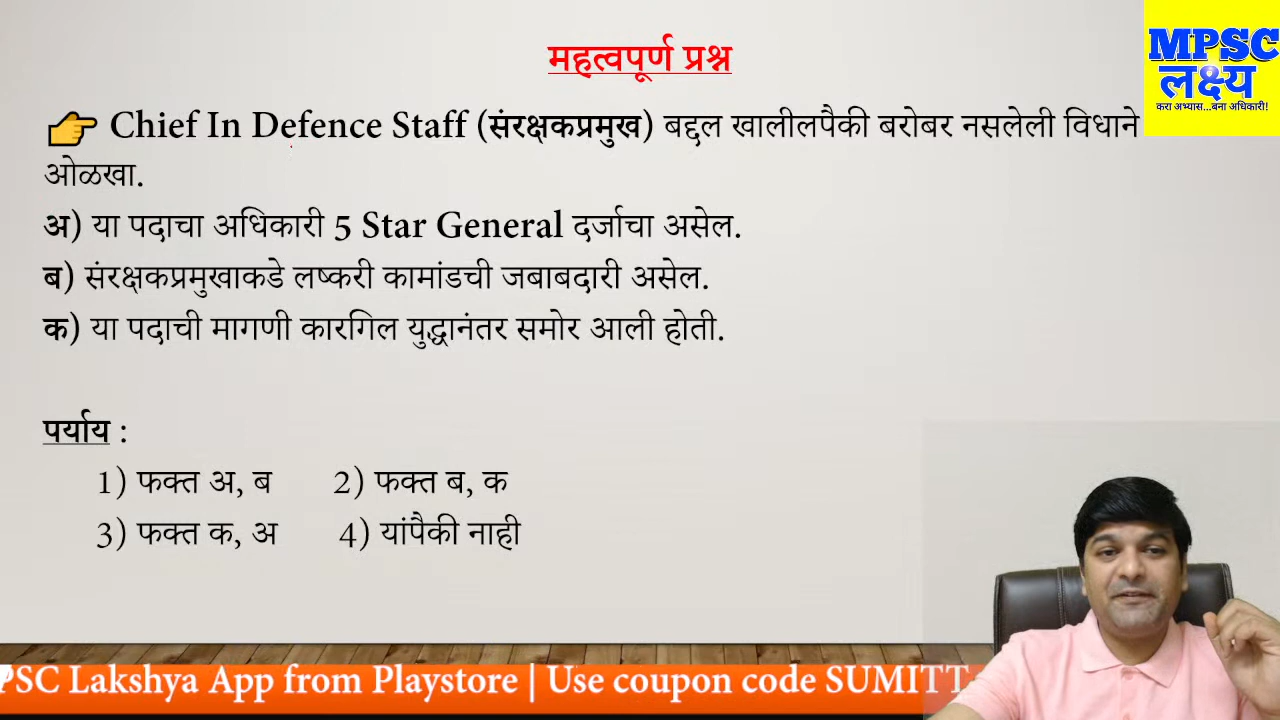 महत्वपूर्ण प्रश्न
MPSC
लक्ष्य
करा अभ्यास...बना अधिकारी!
👉 Chief In Defence Staff (संरक्षकप्रमुख) बद्दल खालीलपैकी बरोबर नसलेली विधाने
ओळखा.
अ) या पदाचा अधिकारी 5 Star General दर्जाचा असेल.
ब) संरक्षकप्रमुखाकडे लष्करी कामांडची जबाबदारी असेल.
क) या पदाची मागणी कारगिल युद्धानंतर समोर आली होती.
पर्याय :
1) फक्त अ, ब 2) फक्त ब, क
3) फक्त क, अ 4) यांपैकी नाही
PSC Lakshya App from Playstore | Use coupon code SUMITT